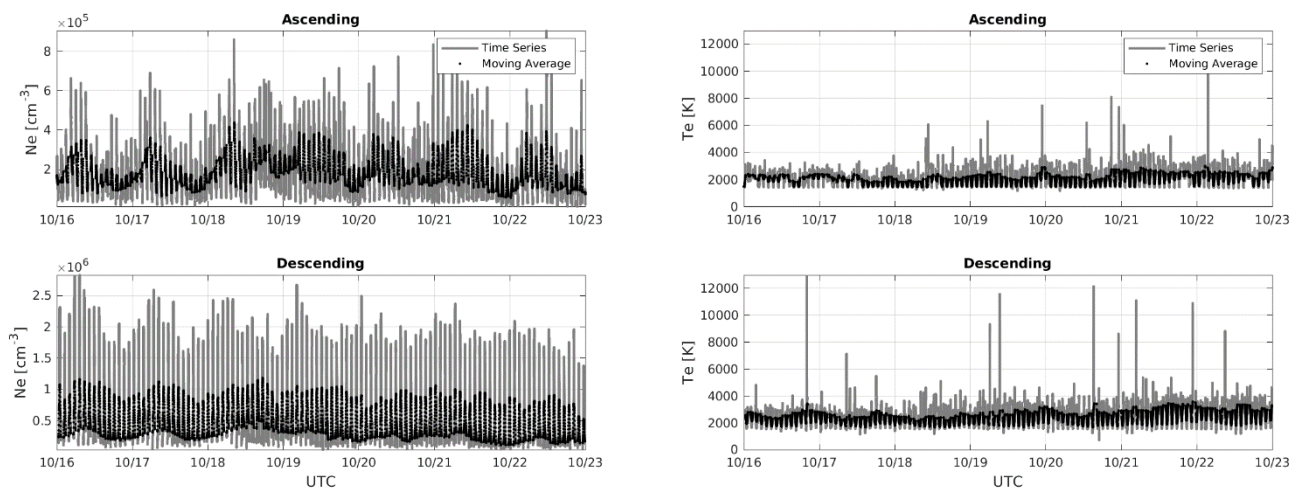 Ascending
×10⁵
Ne [cm⁻³]
8
6
4
2
Time Series
Moving Average
10/16 10/17 10/18 10/19 10/20 10/21 10/22 10/23
Ascending
Te [K]
12000
10000
8000
6000
4000
2000
0
Time Series
Moving Average
10/16 10/17 10/18 10/19 10/20 10/21 10/22 10/23
Descending
×10⁶
Ne [cm⁻³]
2.5
2
1.5
1
0.5
10/16 10/17 10/18 10/19 10/20 10/21 10/22 10/23
UTC
Descending
Te [K]
12000
10000
8000
6000
4000
2000
0
10/16 10/17 10/18 10/19 10/20 10/21 10/22 10/23
UTC